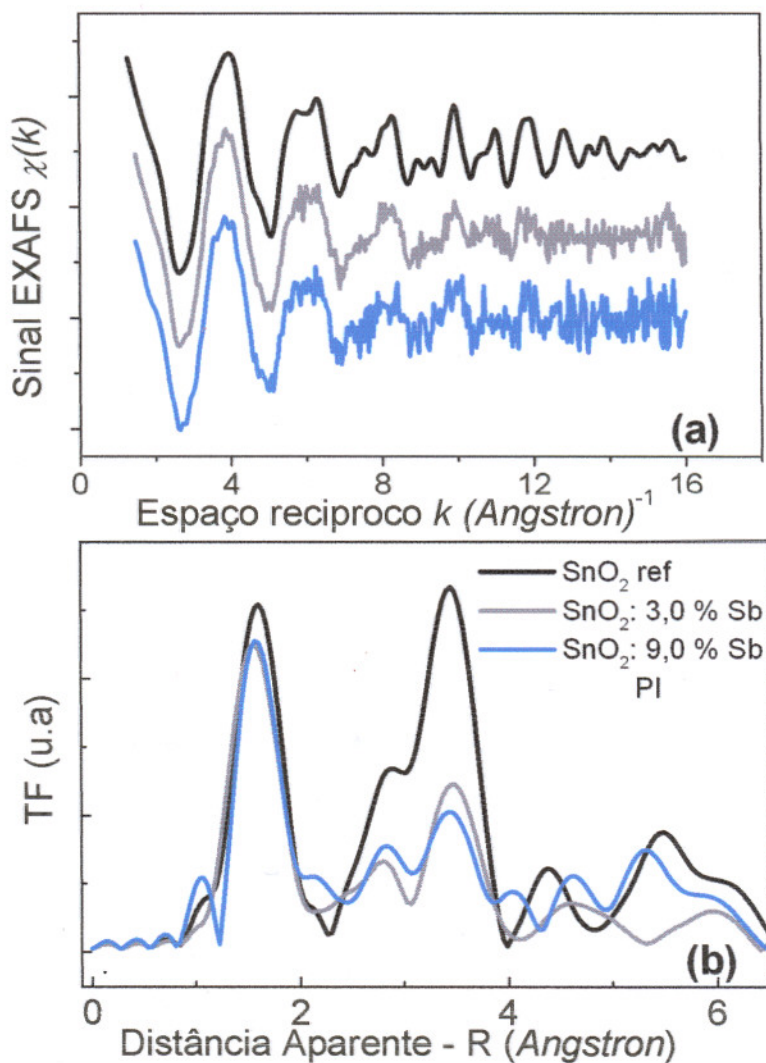 Sinal EXAFS χ(k)
(a)
0 4 8 12 16
Espaço reciproco k (Angstron)-1
SnO2 ref
SnO2: 3,0 % Sb
SnO2: 9,0 % Sb
PI
TF (u.a)
(b)
0 2 4 6
Distância Aparente - R (Angstron)